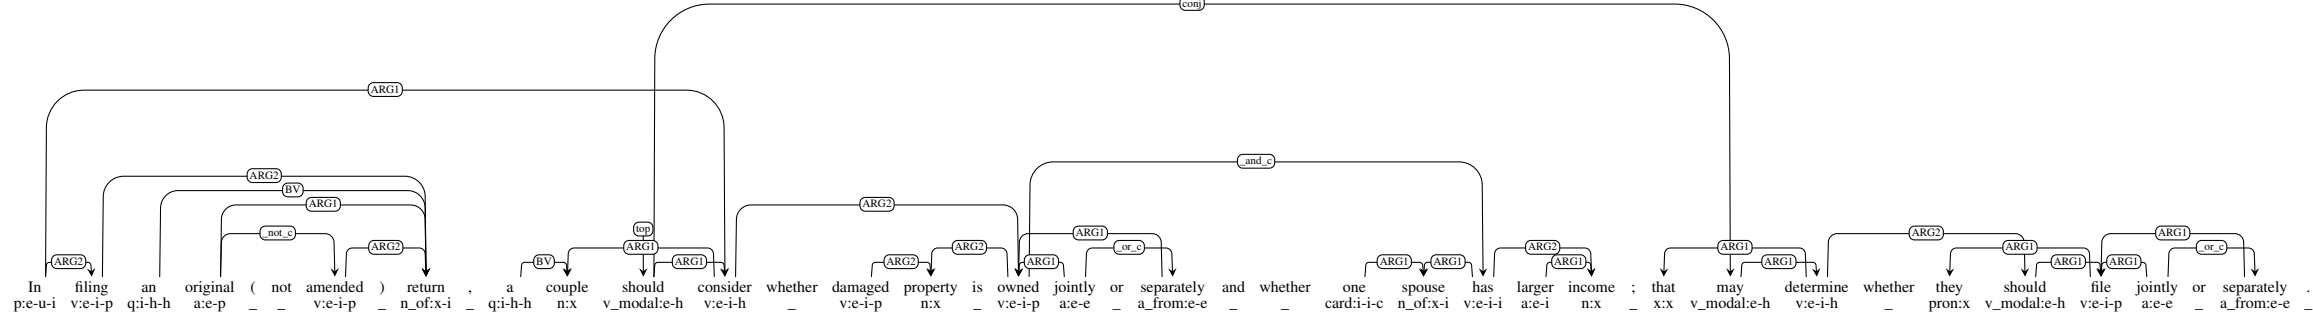 conj
ARG1
_and_c
ARG2
BV
ARG1
ARG2
top
_not_c
ARG1
ARG2
ARG1
_or_c
ARG2
ARG1
_or_c
ARG2
ARG1
ARG2
ARG1
ARG1
ARG2
BV
ARG1
ARG2
ARG1
ARG1
ARG1
ARG1
ARG1
ARG1
ARG1
In filing an original ( not amended ) return , a couple should consider whether damaged property is owned jointly or separately and whether one spouse has larger income ; that may determine whether they should file jointly or separately .
p:e-u-i v:e-i-p q:i-h-h a:e-p _ _ v:e-i-p _ n_of:x-i _ q:i-h-h n:x v_modal:e-h v:e-i-h _ v:e-i-p n:x _ v:e-i-p a:e-e _ a_from:e-e _ _ card:i-i-c n_of:x-i v:e-i-i a:e-i n:x _ x:x v_modal:e-h v:e-i-h _ pron:x v_modal:e-h v:e-i-p a:e-e _ a_from:e-e _